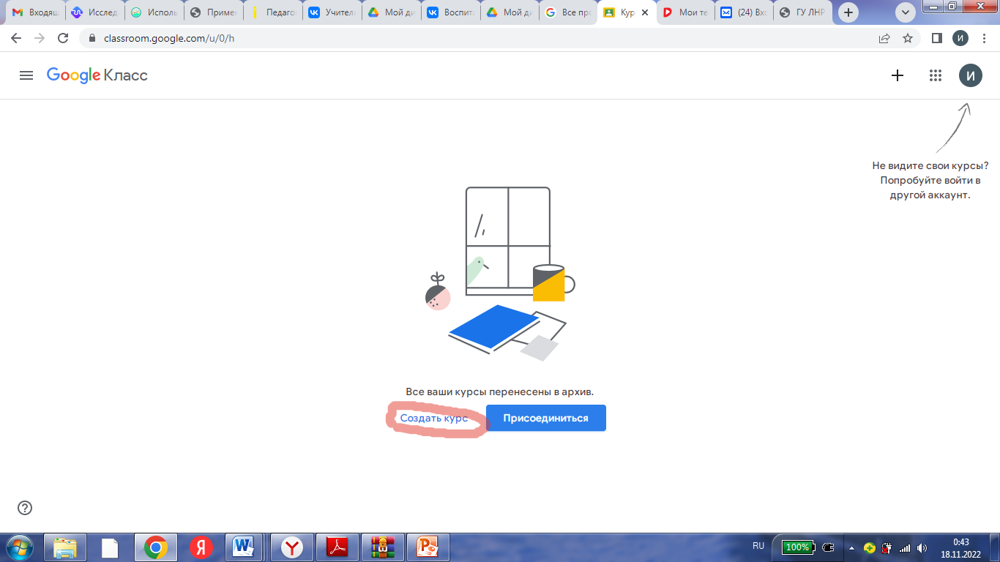 Входящ
Исслед
Исполь
Приме
Педаго
Учител
Мой ди
Воспит
Мой ди
Все про
Кур
Мои те
(24) Вхо
ГУ ЛНР
classroom.google.com/u/0/h
И
Google Класс
И
Не видите свои курсы?
Попробуйте войти в
другой аккаунт.
Все ваши курсы перенесены в архив.
Создать курс
Присоединиться
RU
100%
0:43
18.11.2022